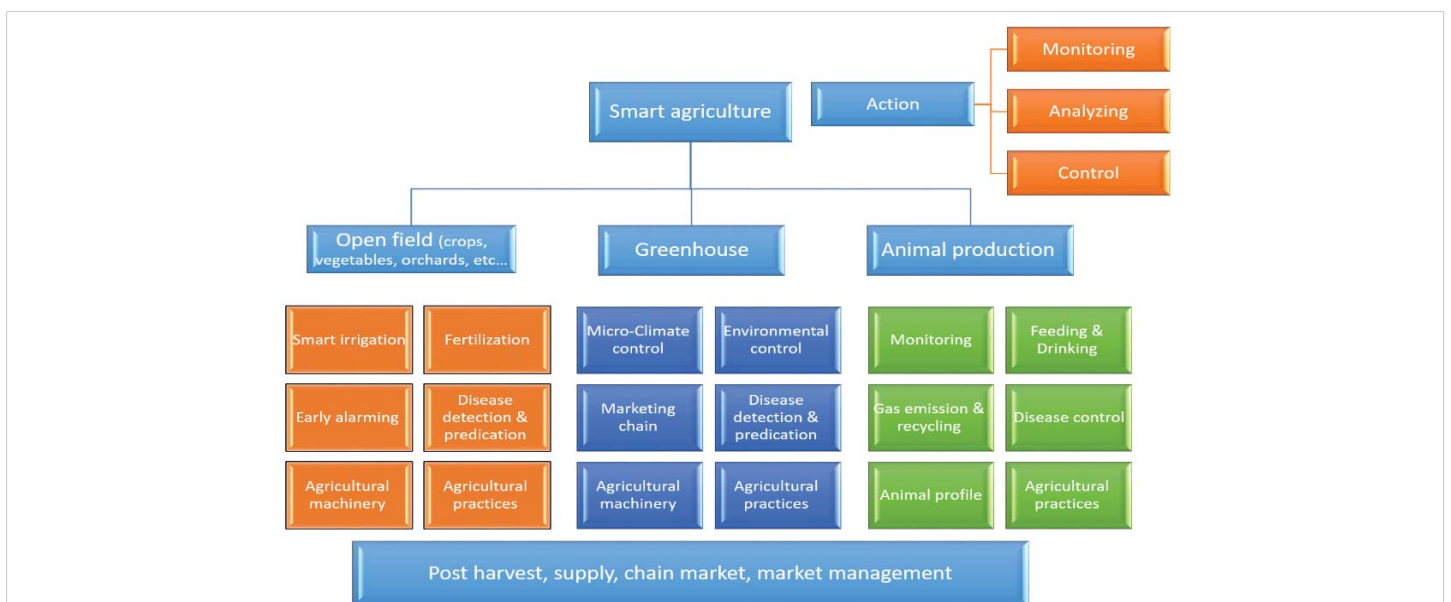 Monitoring
Smart agriculture
Action
Analyzing
Control
Open field (crops,
vegetables, orchards, etc...
Greenhouse
Animal production
Smart irrigation
Fertilization
Micro-Climate
control
Environmental
control
Monitoring
Feeding &
Drinking
Early alarming
Disease
detection &
predication
Marketing
chain
Disease
detection &
predication
Gas emission &
recycling
Disease control
Agricultural
machinery
Agricultural
practices
Agricultural
machinery
Agricultural
practices
Animal profile
Agricultural
practices
Post harvest, supply, chain market, market management